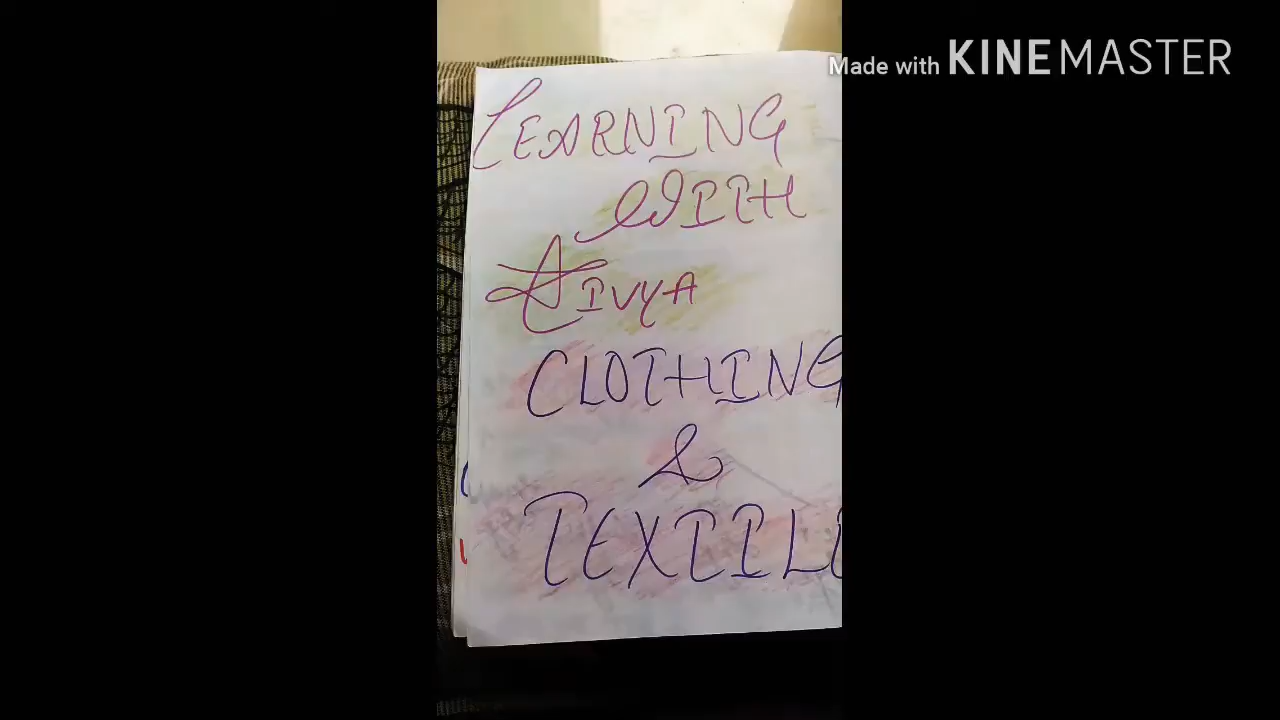 Made with KINEMASTER
LEARNING
WITH
DIVYA
CLOTHING
&
TEXTILE